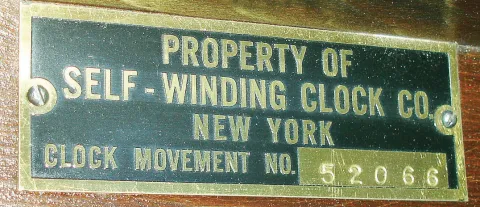 PROPERTY OF
SELF-WINDING CLOCK CO.
NEW YORK
CLOCK MOVEMENT NO. 52066